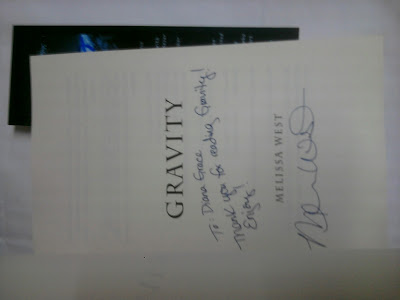 GRAVITY
To: Diana Grace
Thank you for reading Gravity!
Enjoy!
MELISSA WEST